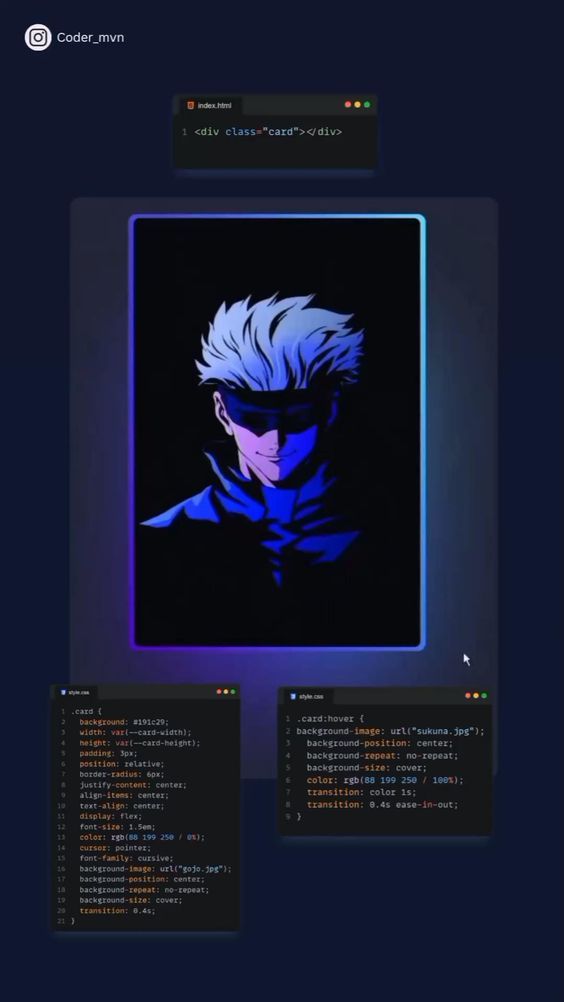 Coder_mvn
index.html
1 <div class="card"></div>
style.css
1 .card {
2 background: #191c29;
3 width: var(--card-width);
4 height: var(--card-height);
5 padding: 3px;
6 position: relative;
7 border-radius: 6px;
8 justify-content: center;
9 align-items: center;
10 text-align: center;
11 display: flex;
12 font-size: 1.5em;
13 color: rgb(88 199 250 / 0%);
14 cursor: pointer;
15 font-family: cursive;
16 background-image: url("gojo.jpg");
17 background-position: center;
18 background-repeat: no-repeat;
19 background-size: cover;
20 transition: 0.4s;
21 }
style.css
1 .card:hover {
2 background-image: url("sukuna.jpg");
3 background-position: center;
4 background-repeat: no-repeat;
5 background-size: cover;
6 color: rgb(88 199 250 / 100%);
7 transition: color 1s;
8 transition: 0.4s ease-in-out;
9 }